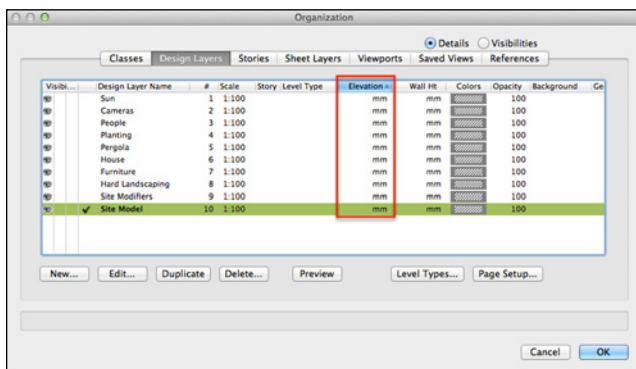 Organization
Details Visibilities
Classes Design Layers Stories Sheet Layers Viewports Saved Views References
Visibi... Design Layer Name # Scale Story Level Type Elevation Wall Ht Colors Opacity Background Ge
Sun 1 1:100 mm mm 100
Cameras 2 1:100 mm mm 100
People 3 1:100 mm mm 100
Planting 4 1:100 mm mm 100
Pergola 5 1:100 mm mm 100
House 6 1:100 mm mm 100
Furniture 7 1:100 mm mm 100
Hard Landscaping 8 1:100 mm mm 100
Site Modifiers 9 1:100 mm mm 100
Site Model 10 1:100 mm mm 100
New... Edit... Duplicate Delete... Preview Level Types... Page Setup...
Cancel OK